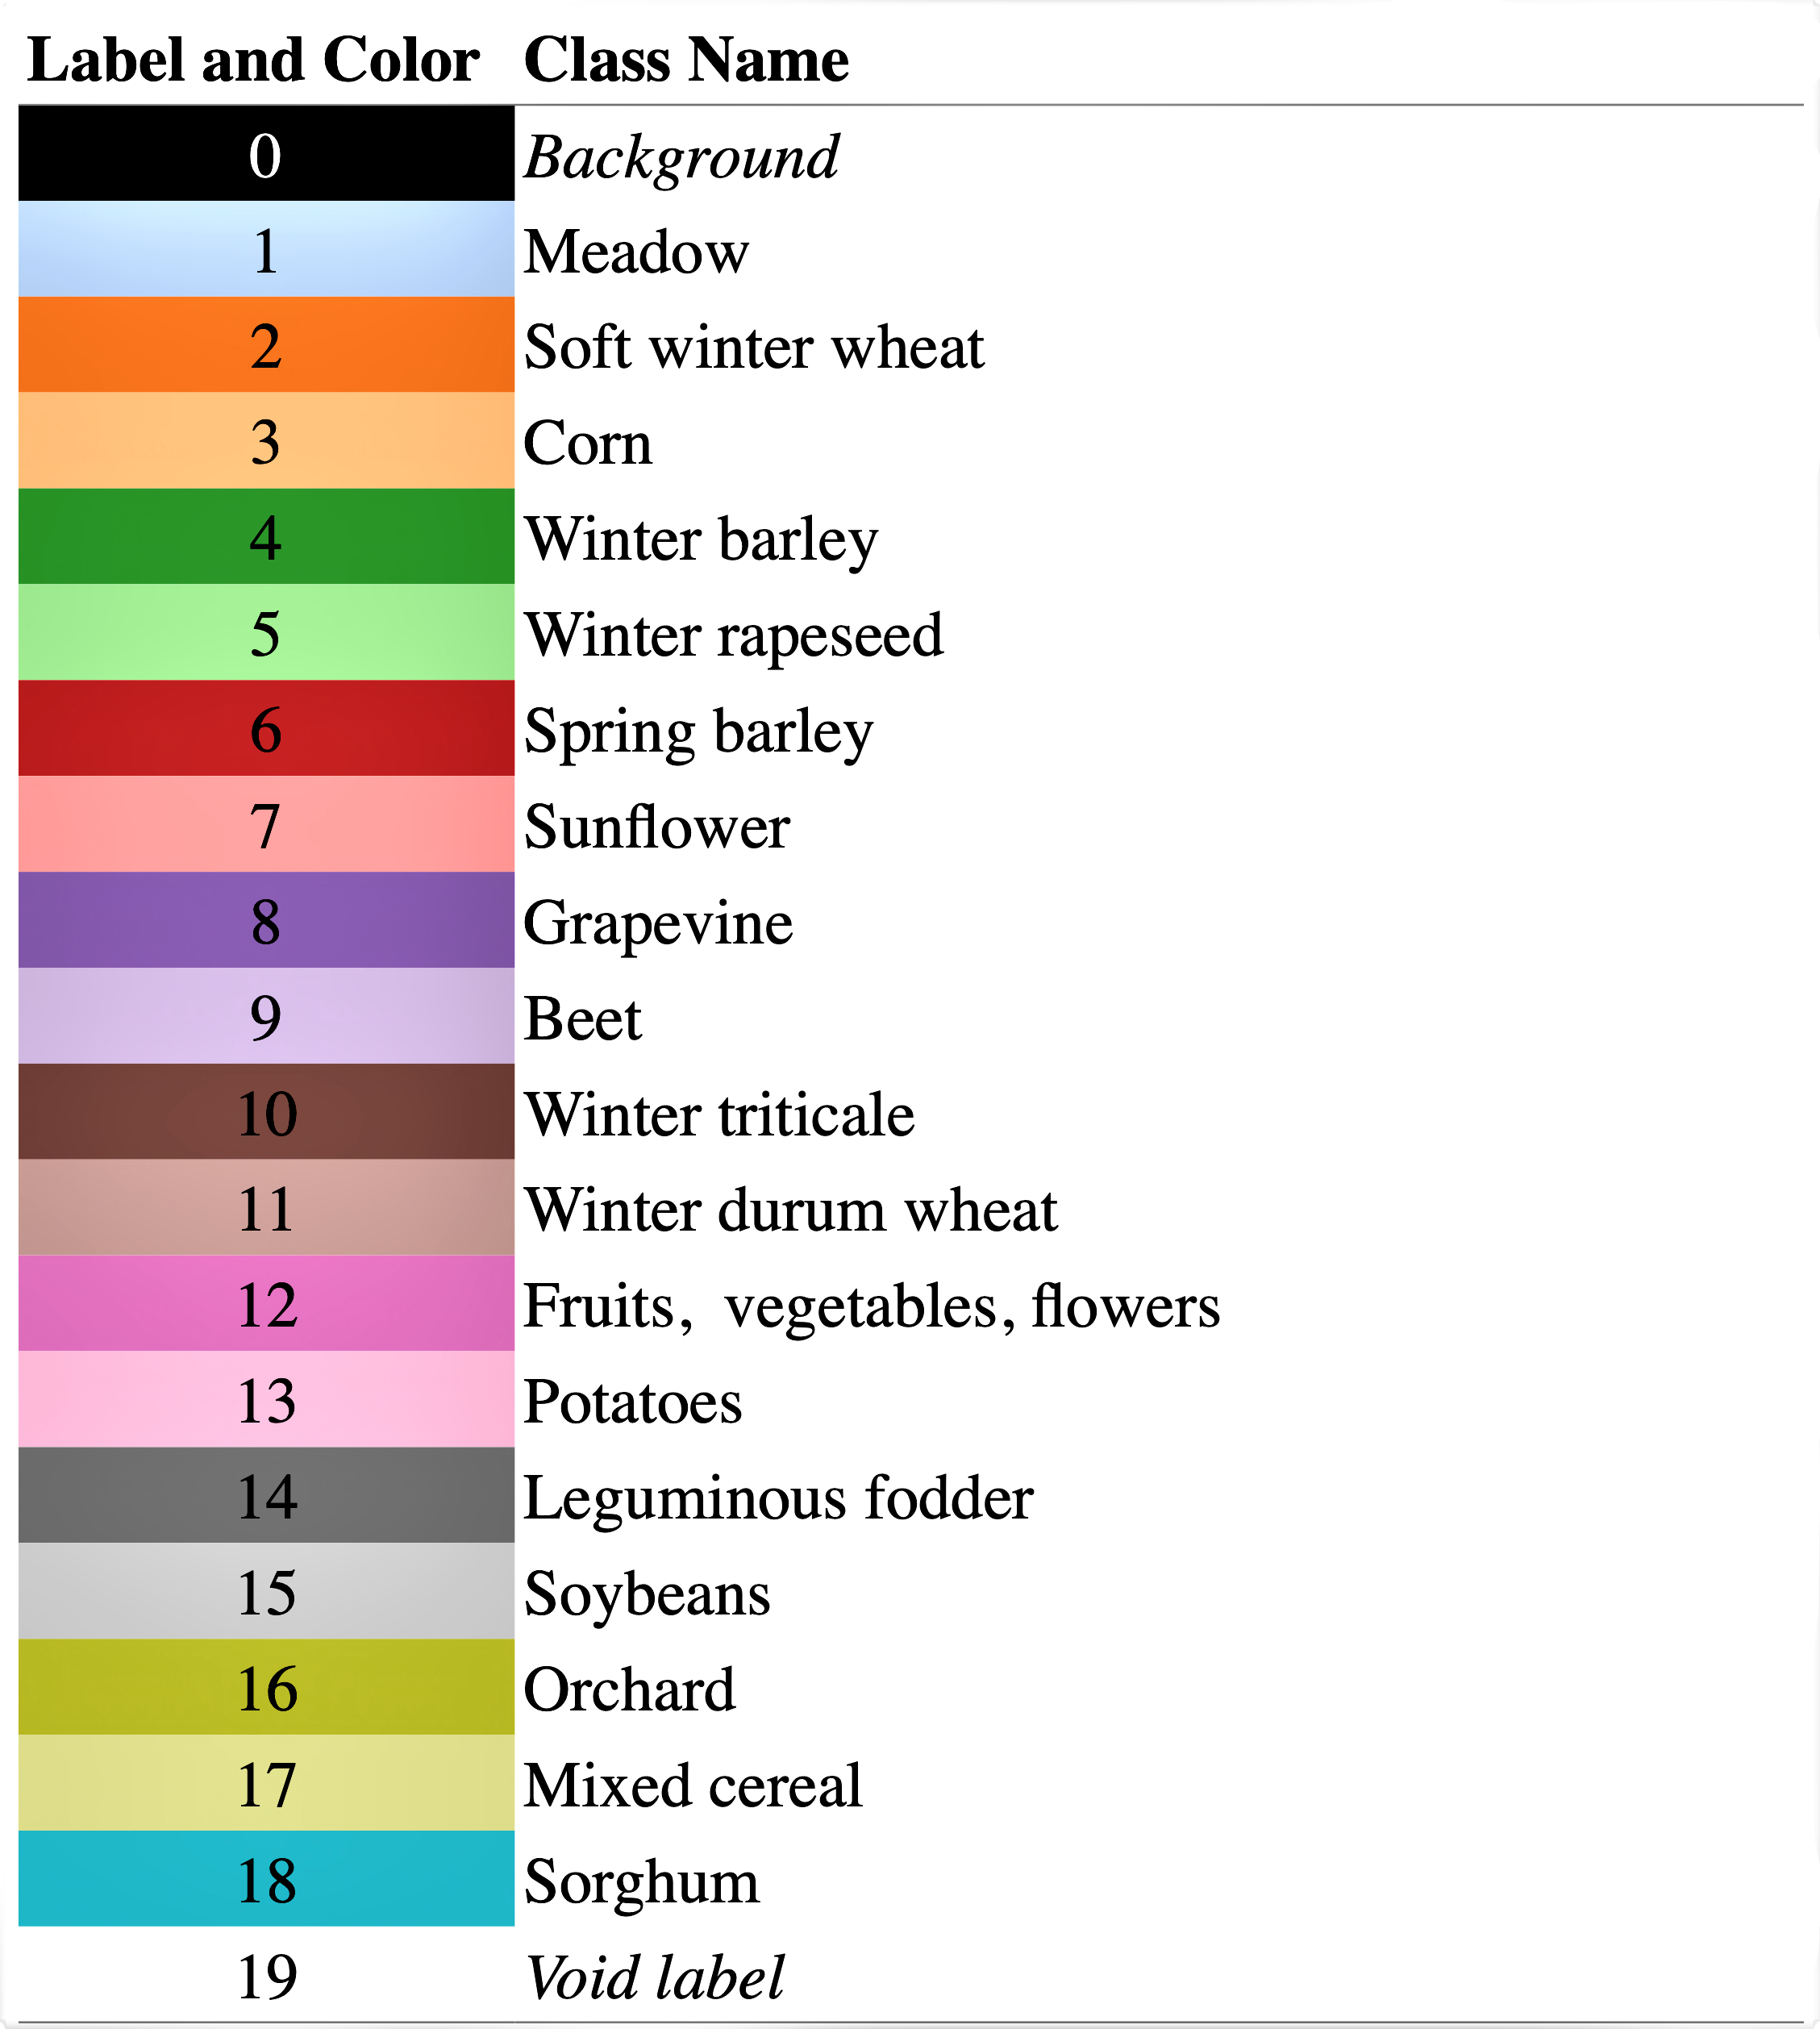 Label and Color Class Name
0 Background
1 Meadow
2 Soft winter wheat
3 Corn
4 Winter barley
5 Winter rapeseed
6 Spring barley
7 Sunflower
8 Grapevine
9 Beet
10 Winter triticale
11 Winter durum wheat
12 Fruits, vegetables, flowers
13 Potatoes
14 Leguminous fodder
15 Soybeans
16 Orchard
17 Mixed cereal
18 Sorghum
19 Void label